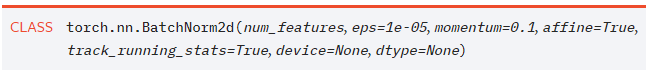 CLASS torch.nn.BatchNorm2d(num_features, eps=1e-05, momentum=0.1, affine=True,
track_running_stats=True, device=None, dtype=None)